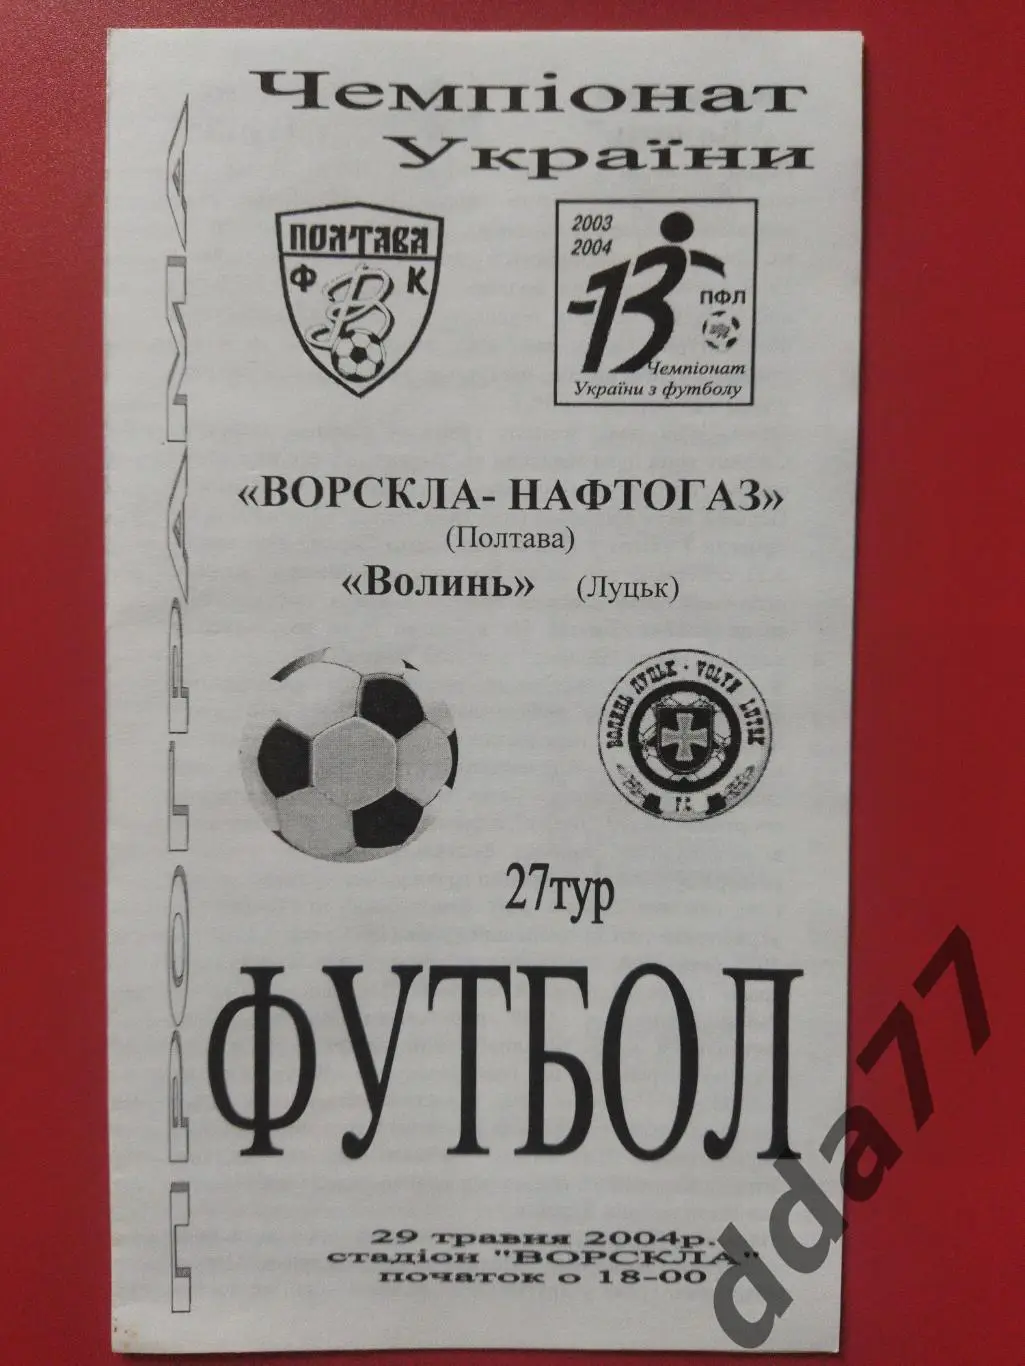 Чемпіонат
України
ПОЛТАВА
Ф К
В
2003
2004
13
ПФЛ
Чемпіонат
України з футболу
«ВОРСКЛА- НАФТОГАЗ»
(Полтава)
«Волинь» (Луцьк)
ВОЛИНЬ ЛУЦЬК · VOLYN LUTSK
FC
27тур
ФУТБОЛ
29 травня 2004р.
стадіон "ВОРСКЛА"
початок о 18-00
ПРОГРАМА
dda77